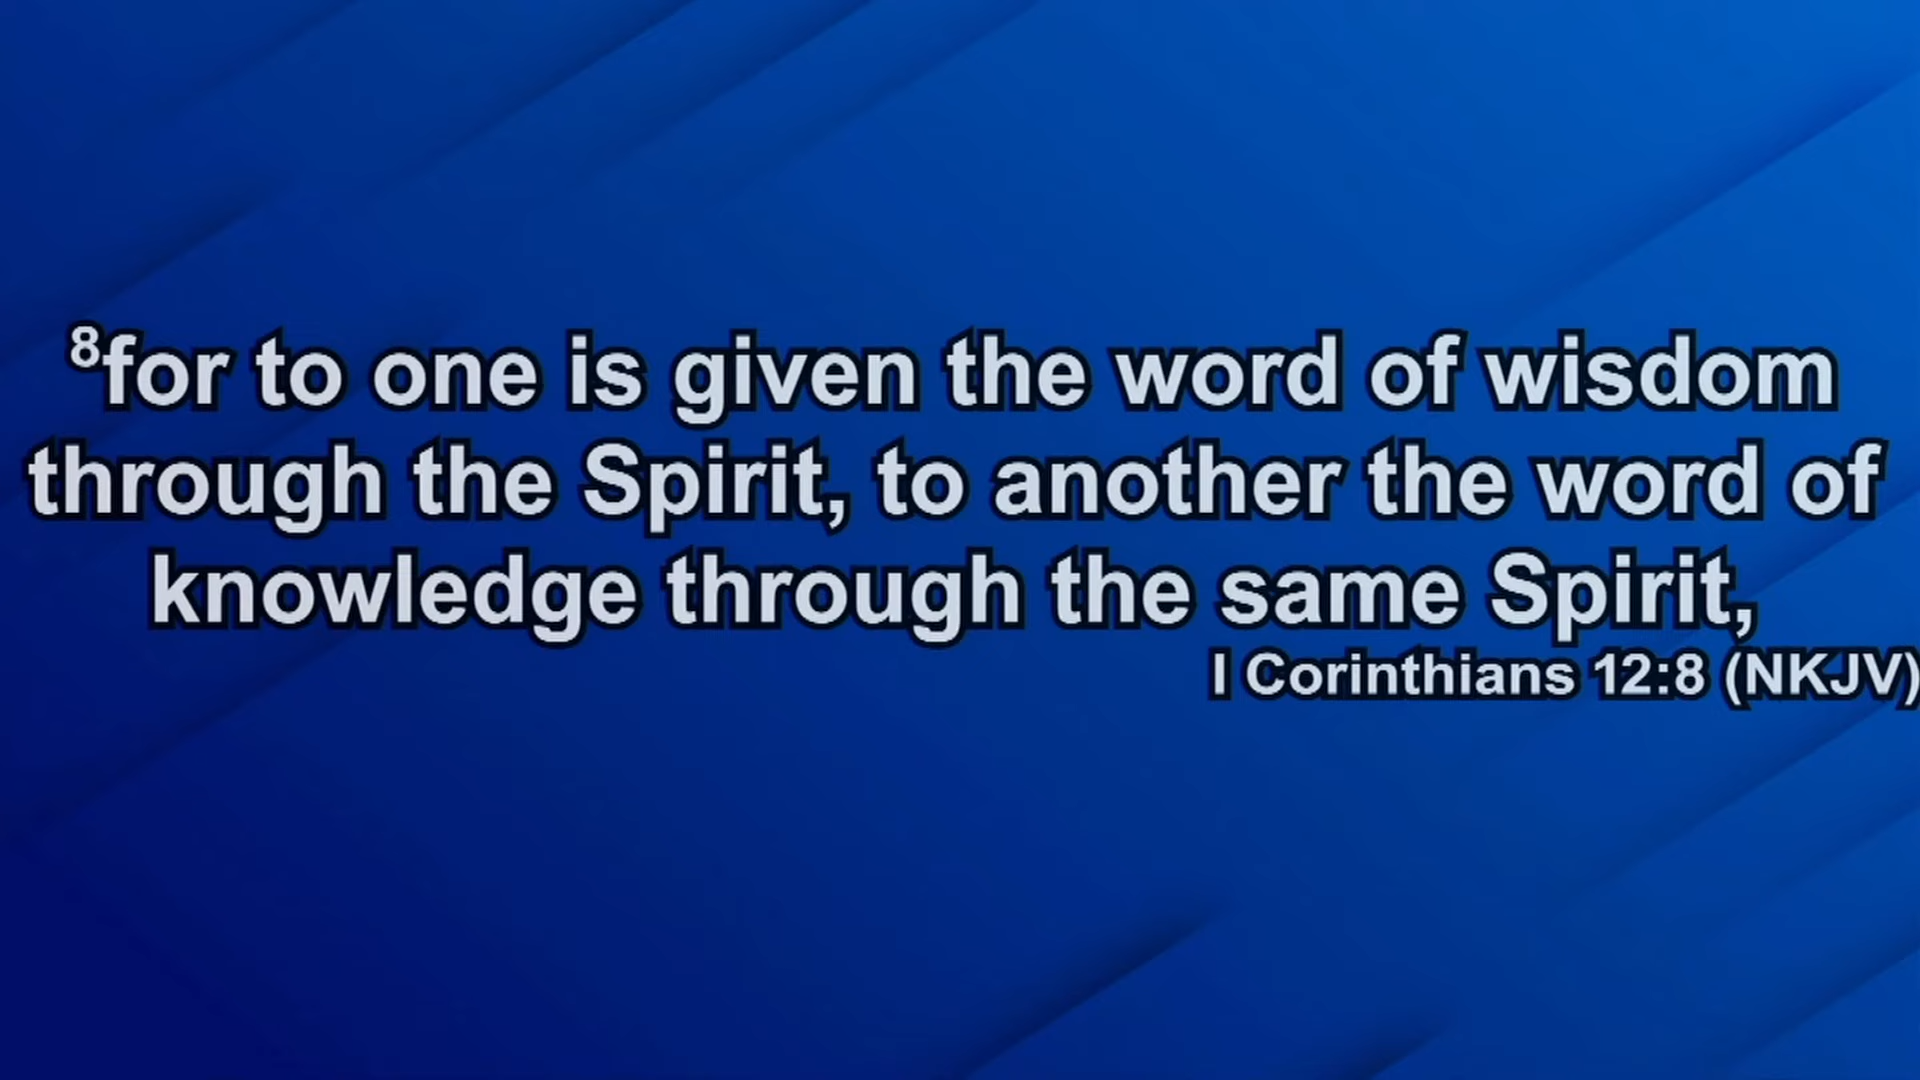 ⁸for to one is given the word of wisdom
through the Spirit, to another the word of
knowledge through the same Spirit,
I Corinthians 12:8 (NKJV)